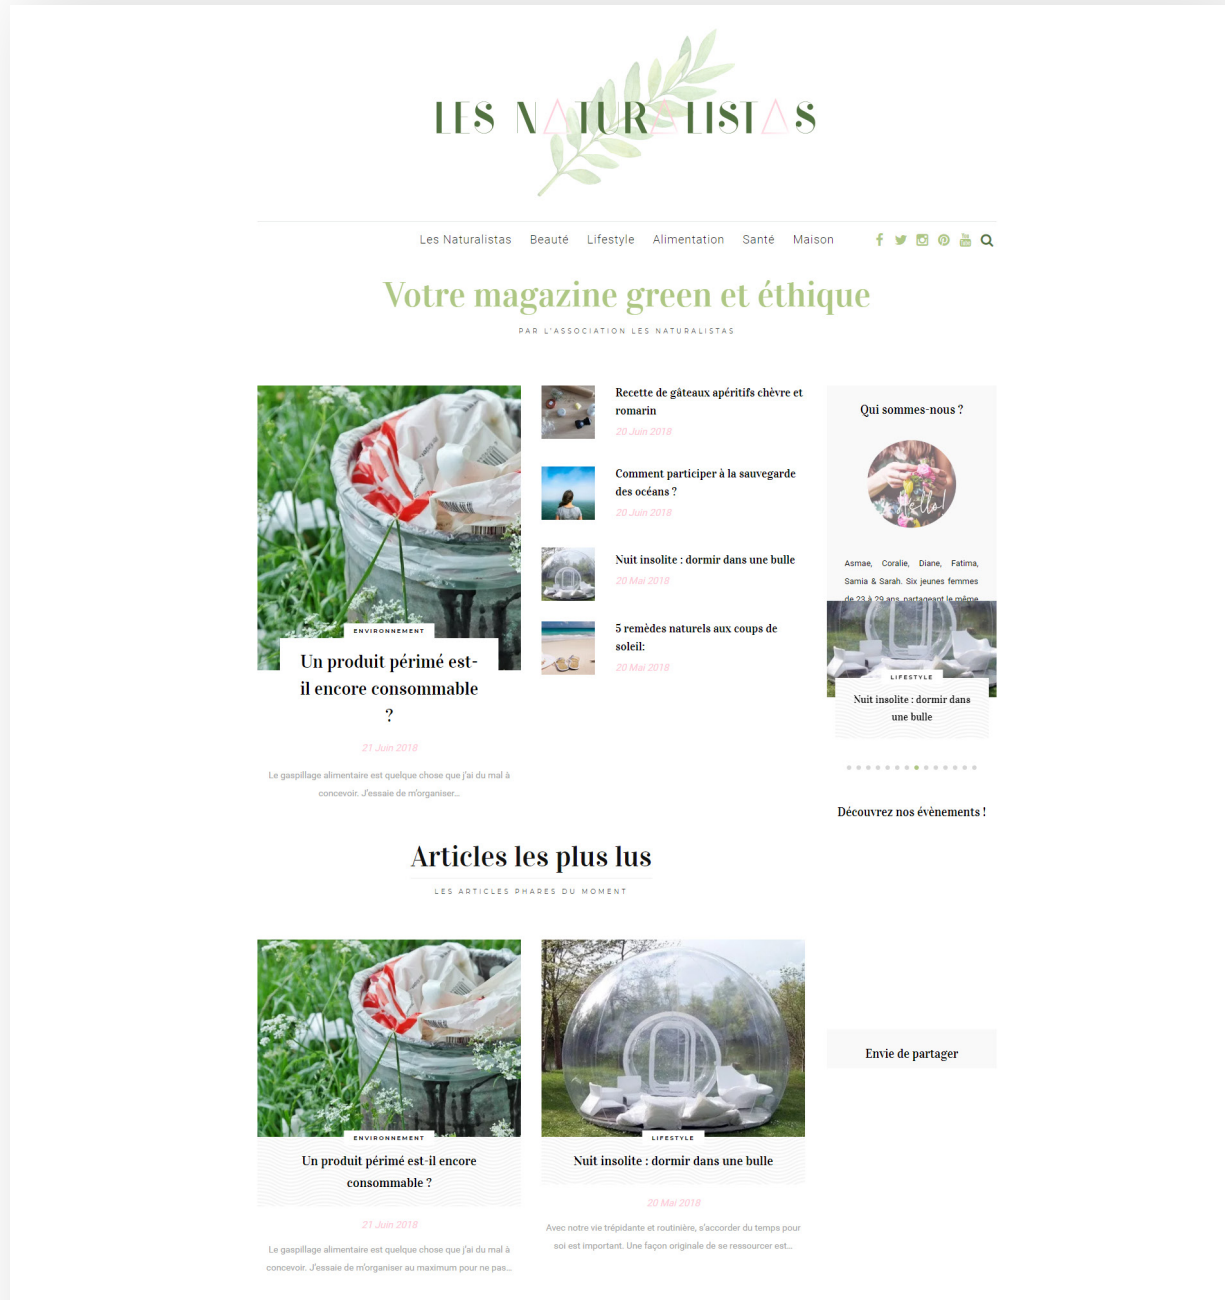 LES NATURALISTAS
Les Naturalistas Beauté Lifestyle Alimentation Santé Maison
Votre magazine green et éthique
PAR L'ASSOCIATION LES NATURALISTAS
ENVIRONNEMENT
Un produit périmé est-
il encore consommable
?
21 Juin 2018
Le gaspillage alimentaire est quelque chose que j'ai du mal à
concevoir. J'essaie de m'organiser...
Recette de gâteaux apéritifs chèvre et
romarin
20 Juin 2018
Comment participer à la sauvegarde
des océans ?
20 Juin 2018
Nuit insolite : dormir dans une bulle
20 Mai 2018
5 remèdes naturels aux coups de
soleil:
20 Mai 2018
Qui sommes-nous ?
Hello!
Asmae, Coralie, Diane, Fatima,
Samia & Sarah. Six jeunes femmes
de 23 à 29 ans, partageant le même
LIFESTYLE
Nuit insolite : dormir dans
une bulle
Découvrez nos évènements !
Articles les plus lus
LES ARTICLES PHARES DU MOMENT
ENVIRONNEMENT
Un produit périmé est-il encore
consommable ?
21 Juin 2018
Le gaspillage alimentaire est quelque chose que j'ai du mal à
concevoir. J'essaie de m'organiser au maximum pour ne pas...
LIFESTYLE
Nuit insolite : dormir dans une bulle
20 Mai 2018
Avec notre vie trépidante et routinière, s'accorder du temps pour
soi est important. Une façon originale de se ressourcer est...
Envie de partager